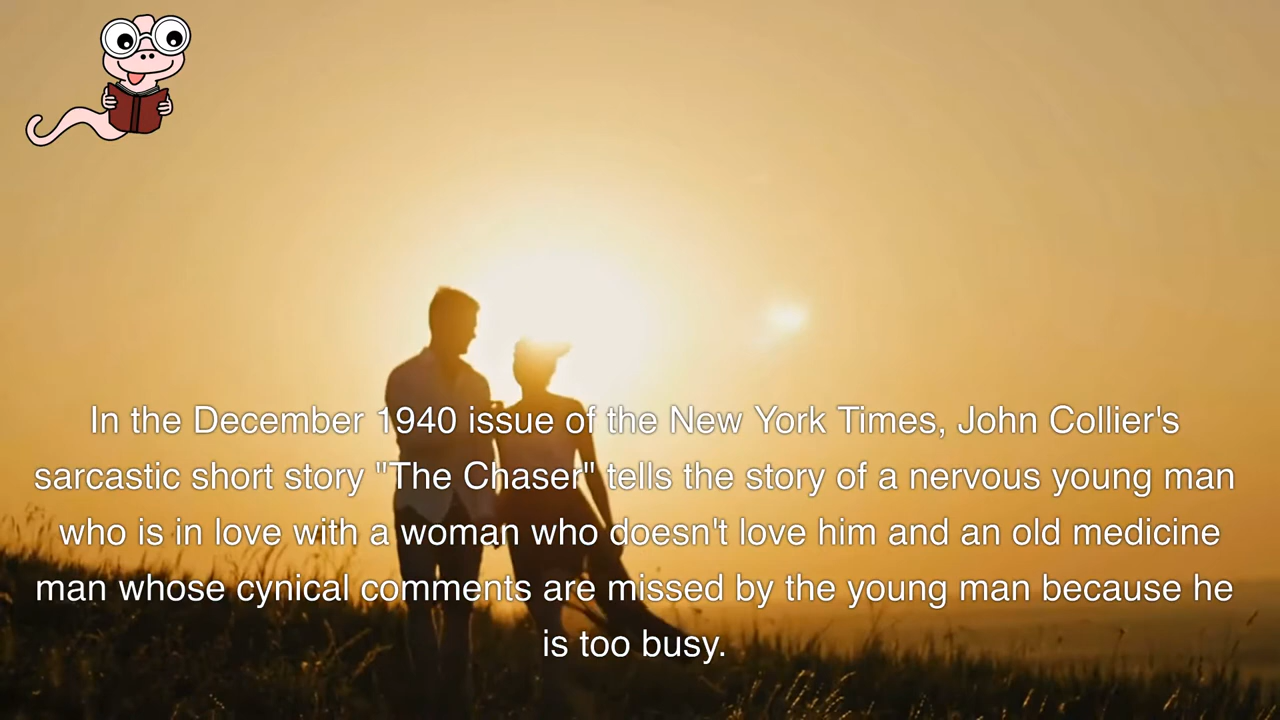 In the December 1940 issue of the New York Times, John Collier's
sarcastic short story "The Chaser" tells the story of a nervous young man
who is in love with a woman who doesn't love him and an old medicine
man whose cynical comments are missed by the young man because he
is too busy.